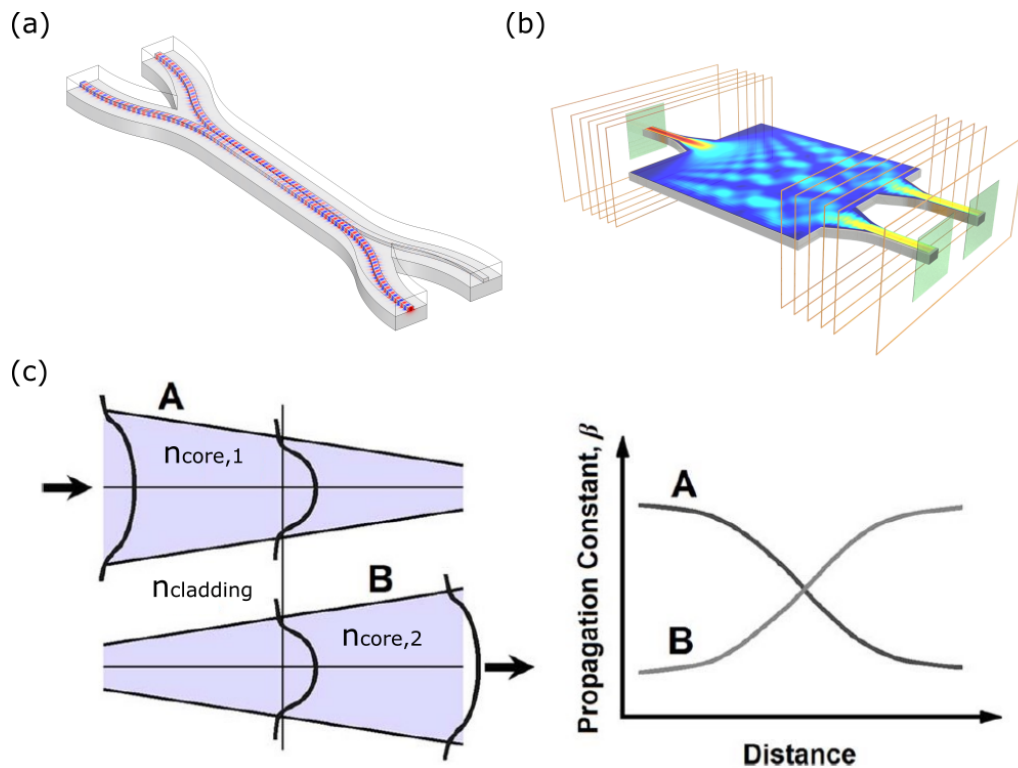 (a)
(b)
(c)
A
ncore,1
ncladding
B
ncore,2
Propagation Constant, β
A
B
Distance